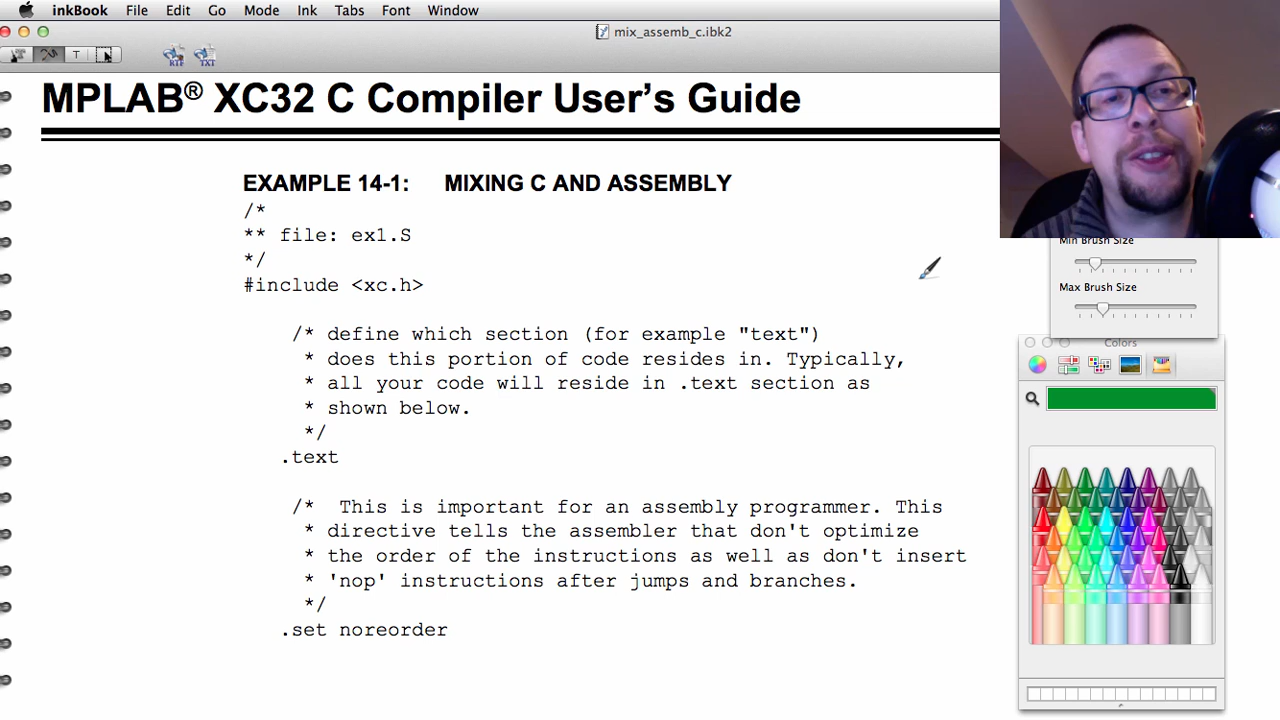 inkBook File Edit Go Mode Ink Tabs Font Window
mix_assemb_c.ibk2
T RTF TXT
MPLAB® XC32 C Compiler User's Guide
EXAMPLE 14-1: MIXING C AND ASSEMBLY
/*
** file: ex1.S
*/
#include <xc.h>
/* define which section (for example "text")
* does this portion of code resides in. Typically,
* all your code will reside in .text section as
* shown below.
*/
.text
/* This is important for an assembly programmer. This
* directive tells the assembler that don't optimize
* the order of the instructions as well as don't insert
* 'nop' instructions after jumps and branches.
*/
.set noreorder
Min Brush Size
Max Brush Size
Colors